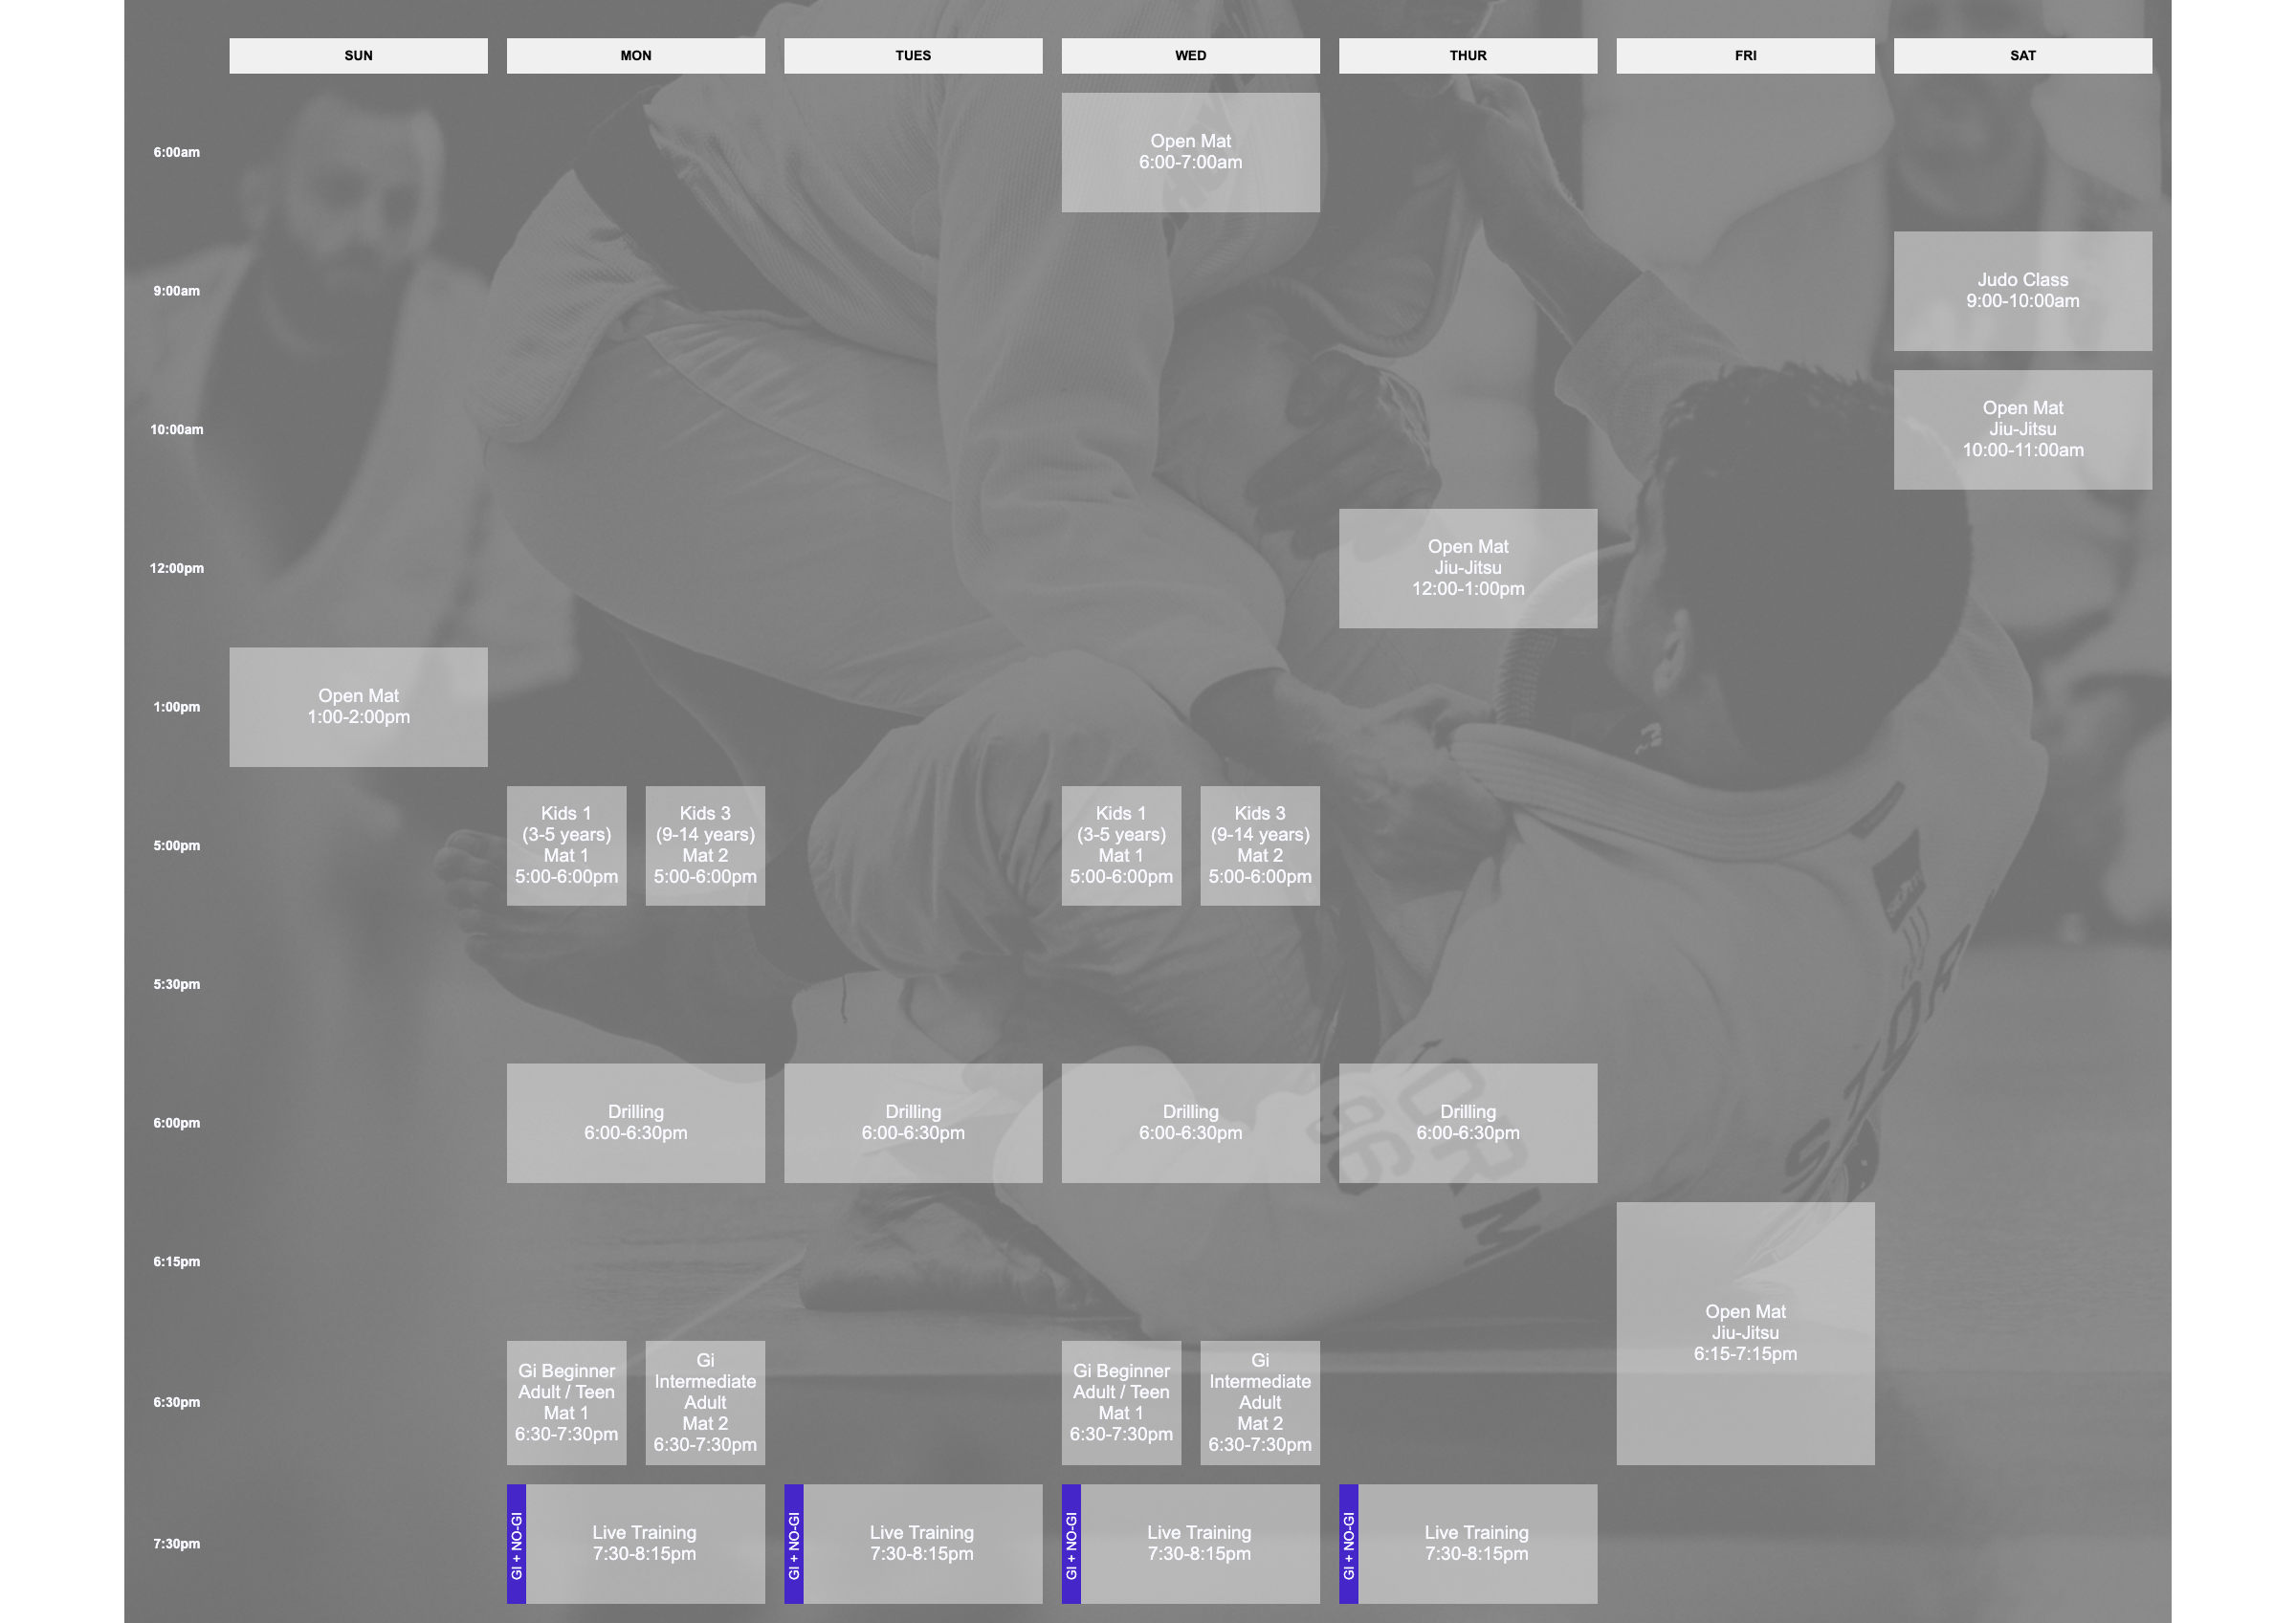 SUN MON TUES WED THUR FRI SAT
6:00am
Open Mat
6:00-7:00am
9:00am
Judo Class
9:00-10:00am
10:00am
Open Mat
Jiu-Jitsu
10:00-11:00am
12:00pm
Open Mat
Jiu-Jitsu
12:00-1:00pm
1:00pm
Open Mat
1:00-2:00pm
5:00pm
Kids 1
(3-5 years)
Mat 1
5:00-6:00pm
Kids 3
(9-14 years)
Mat 2
5:00-6:00pm
Kids 1
(3-5 years)
Mat 1
5:00-6:00pm
Kids 3
(9-14 years)
Mat 2
5:00-6:00pm
5:30pm
6:00pm
Drilling
6:00-6:30pm
Drilling
6:00-6:30pm
Drilling
6:00-6:30pm
Drilling
6:00-6:30pm
6:15pm
Open Mat
Jiu-Jitsu
6:15-7:15pm
6:30pm
Gi Beginner
Adult / Teen
Mat 1
6:30-7:30pm
Gi
Intermediate
Adult
Mat 2
6:30-7:30pm
Gi Beginner
Adult / Teen
Mat 1
6:30-7:30pm
Gi
Intermediate
Adult
Mat 2
6:30-7:30pm
7:30pm
GI + NO-GI
Live Training
7:30-8:15pm
GI + NO-GI
Live Training
7:30-8:15pm
GI + NO-GI
Live Training
7:30-8:15pm
GI + NO-GI
Live Training
7:30-8:15pm